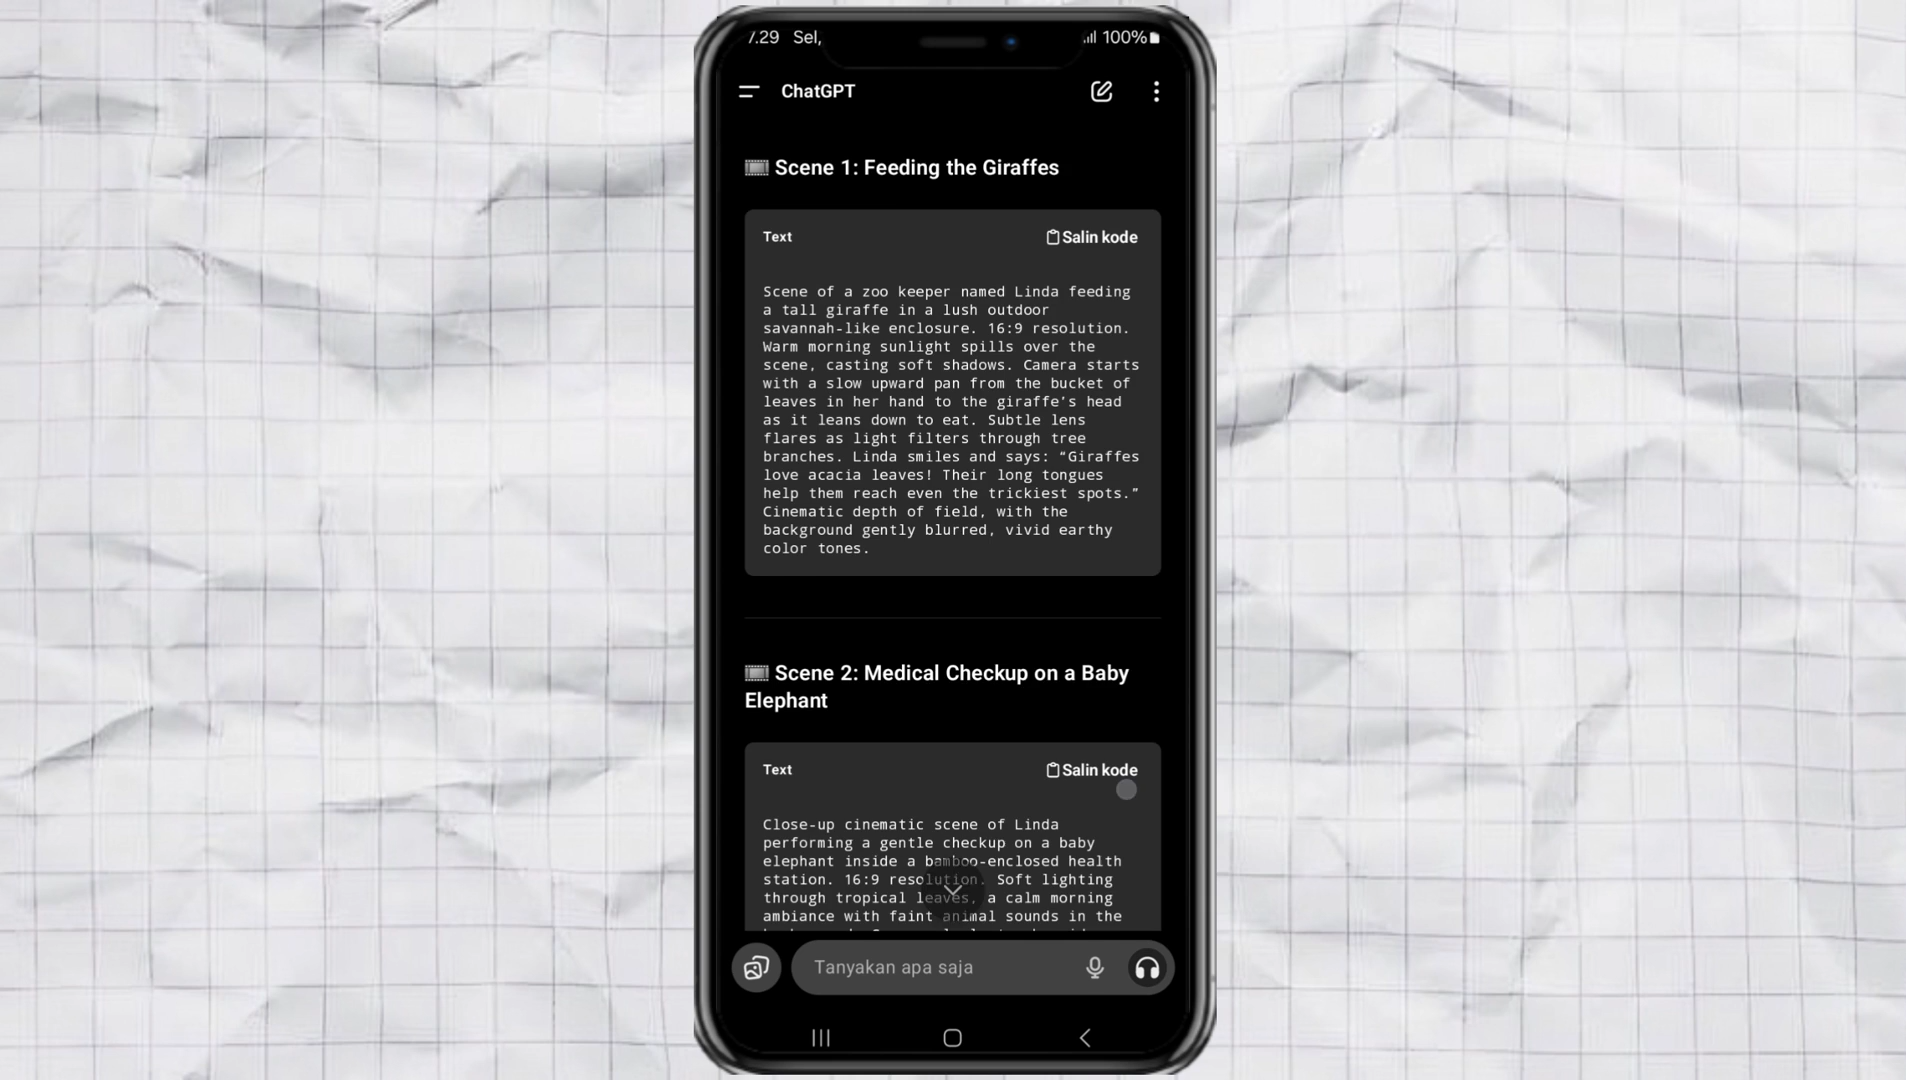 7.29 Sel,
100%
ChatGPT
Scene 1: Feeding the Giraffes
Text
Salin kode
Scene of a zoo keeper named Linda feeding
a tall giraffe in a lush outdoor
savannah-like enclosure. 16:9 resolution.
Warm morning sunlight spills over the
scene, casting soft shadows. Camera starts
with a slow upward pan from the bucket of
leaves in her hand to the giraffe's head
as it leans down to eat. Subtle lens
flares as light filters through tree
branches. Linda smiles and says: “Giraffes
love acacia leaves! Their long tongues
help them reach even the trickiest spots.”
Cinematic depth of field, with the
background gently blurred, vivid earthy
color tones.
Scene 2: Medical Checkup on a Baby
Elephant
Text
Salin kode
Close-up cinematic scene of Linda
performing a gentle checkup on a baby
elephant inside a bamboo-enclosed health
station. 16:9 resolution. Soft lighting
through tropical leaves, a calm morning
ambiance with faint animal sounds in the
Tanyakan apa saja